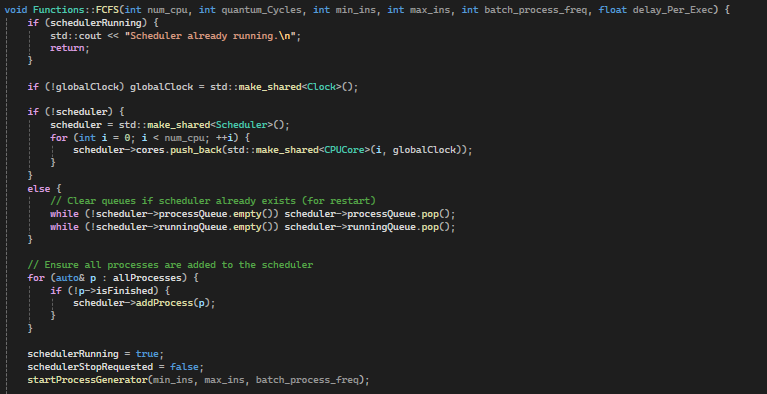 void Functions::FCFS(int num_cpu, int quantum_Cycles, int min_ins, int max_ins, int batch_process_freq, float delay_Per_Exec) {
    if (schedulerRunning) {
        std::cout << "Scheduler already running.\n";
        return;
    }

    if (!globalClock) globalClock = std::make_shared<Clock>();

    if (!scheduler) {
        scheduler = std::make_shared<Scheduler>();
        for (int i = 0; i < num_cpu; ++i) {
            scheduler->cores.push_back(std::make_shared<CPUCore>(i, globalClock));
        }
    }
    else {
        // Clear queues if scheduler already exists (for restart)
        while (!scheduler->processQueue.empty()) scheduler->processQueue.pop();
        while (!scheduler->runningQueue.empty()) scheduler->runningQueue.pop();
    }

    // Ensure all processes are added to the scheduler
    for (auto& p : allProcesses) {
        if (!p->isFinished) {
            scheduler->addProcess(p);
        }
    }

    schedulerRunning = true;
    schedulerStopRequested = false;
    startProcessGenerator(min_ins, max_ins, batch_process_freq);